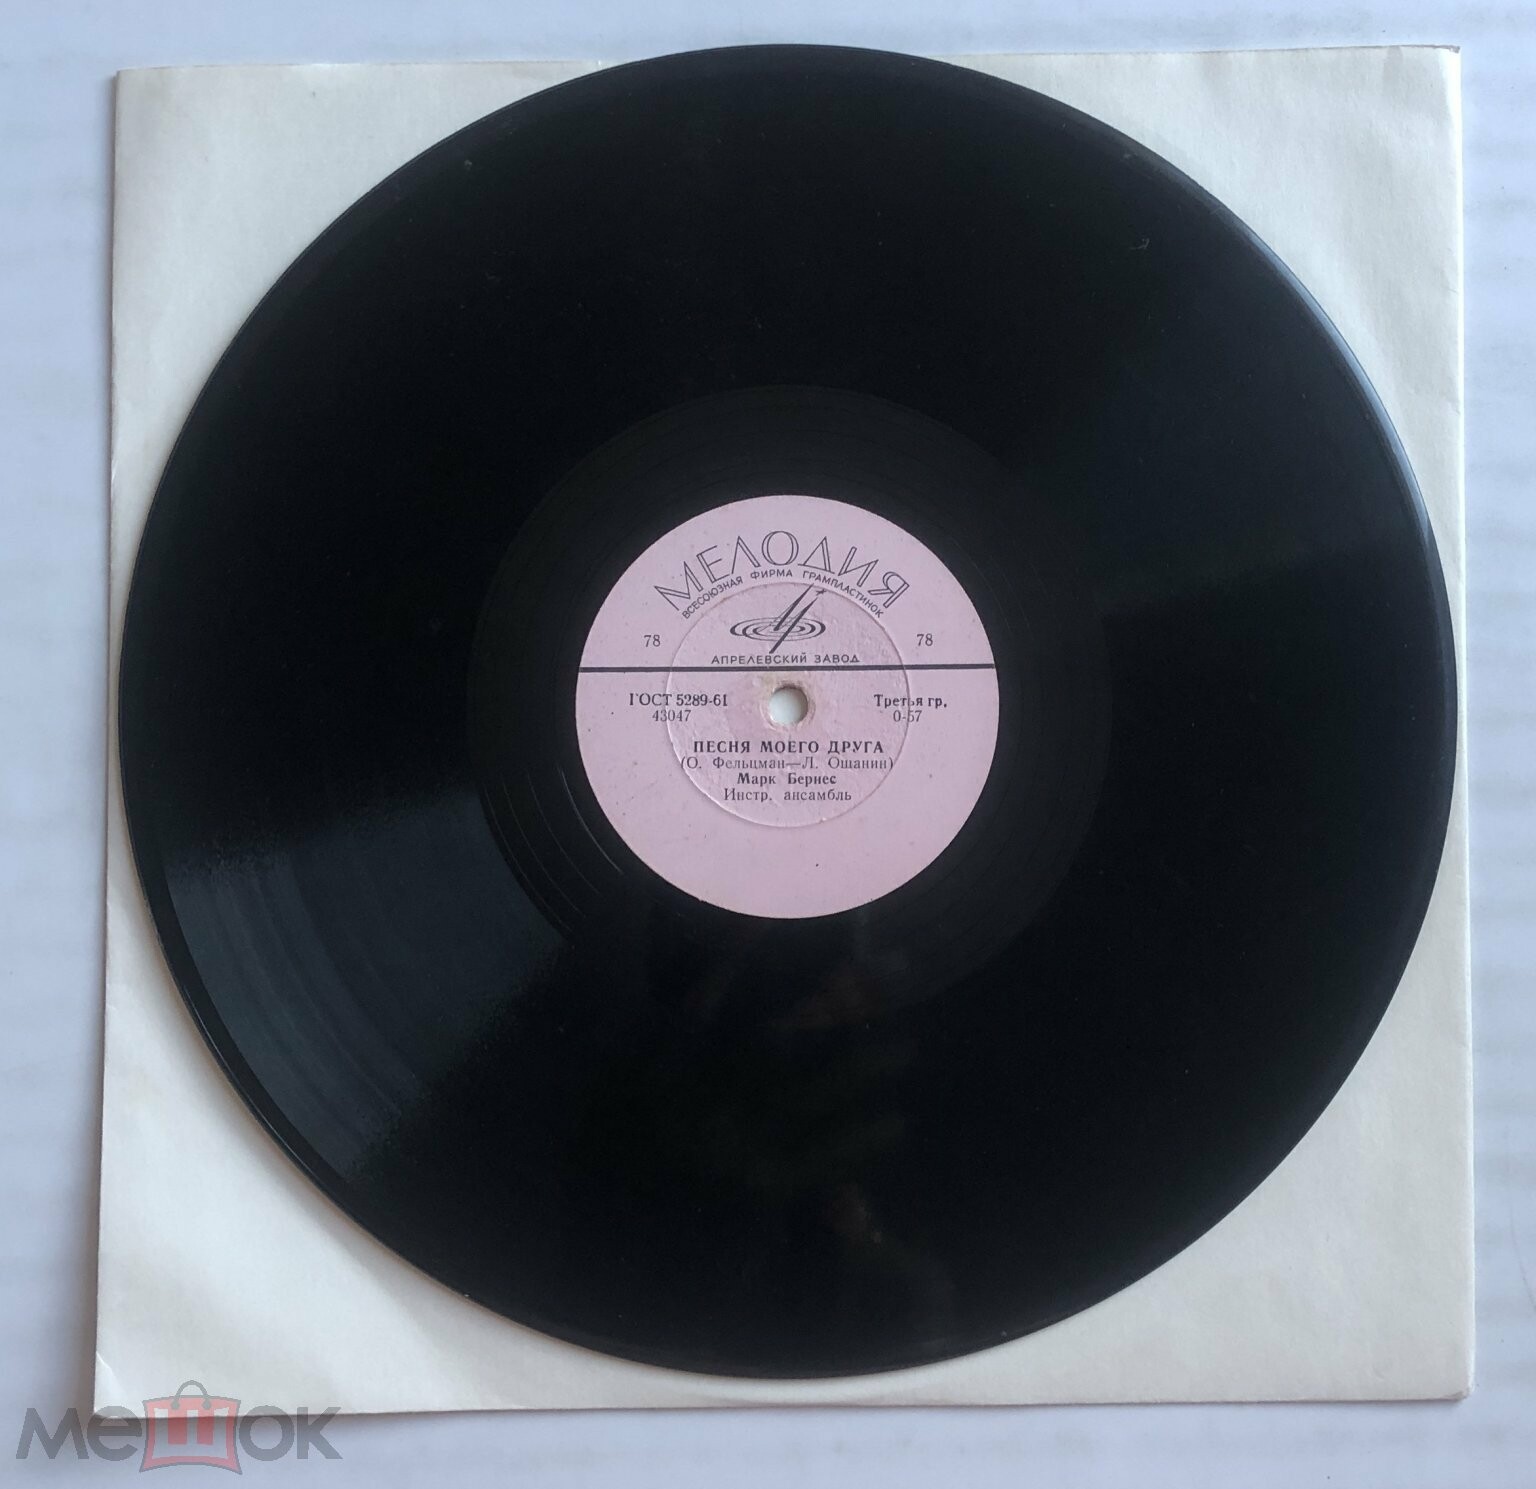 МЕЛОДИЯ
ВСЕСОЮЗНАЯ ФИРМА ГРАМПЛАСТИНОК
78 78
АПРЕЛЕВСКИЙ ЗАВОД
ГОСТ 5289-61 Третья гр.
43047 0-57
ПЕСНЯ МОЕГО ДРУГА
(О. Фельцман—Л. Ошанин)
Марк Бернес
Инстр. ансамбль
мешок